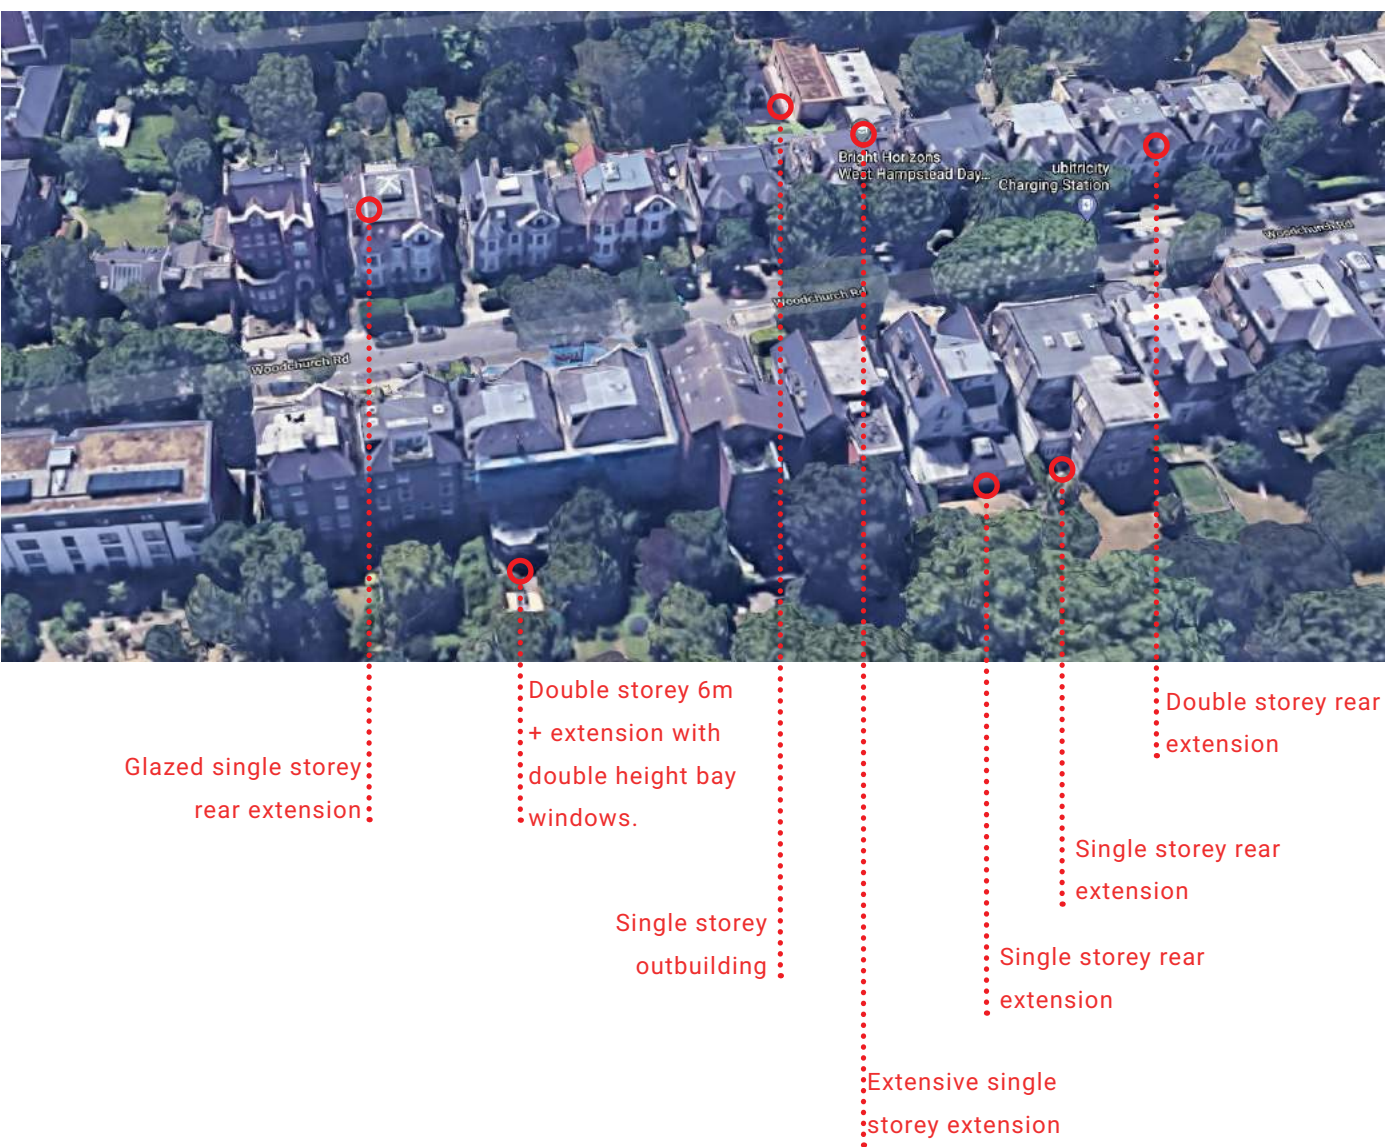 Bright Horizons
West Hampstead Day...
ubitricity
Charging Station
Woodchurch Rd
Woodchurch Rd
Woodchurch Rd
Double storey 6m
+ extension with
double height bay
windows.
Double storey rear
extension
Glazed single storey
rear extension
Single storey rear
extension
Single storey
outbuilding
Single storey rear
extension
Extensive single
storey extension